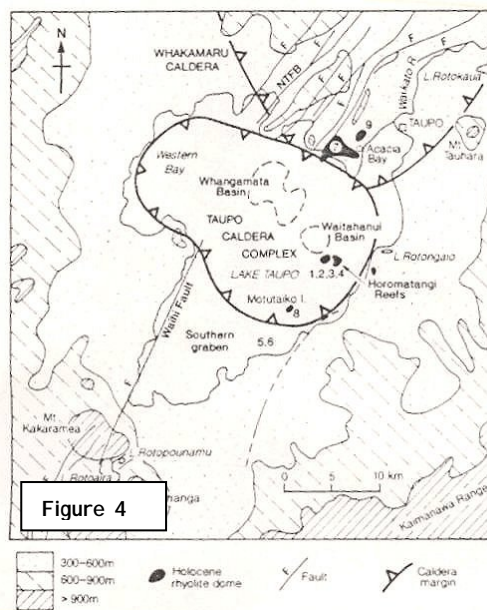 N
WHAKAMARU
CALDERA
NTFB
F
F
F
F
F
F
Waikato R.
L.Rotokaua
TAUPO
9
7
Acacia
Bay
Mt
Tauhara
Western
Bay
Whangamata
Basin
TAUPO
CALDERA
COMPLEX
Waitahanui
Basin
LAKE TAUPO
1,2,3,4
L.Rotongaio
Horomatangi
Reefs
Motutaiko I.
8
Waihi Fault
Southern
graben
5,6
F
Mt
Kakaramea
L.Rotopounamu
L.Rotoaira
hanga
0 5 10 km
Kaimanawa Range
Figure 4
300-600m
600-900m
> 900m
Holocene
rhyolite dome
F
Fault
Caldera
margin